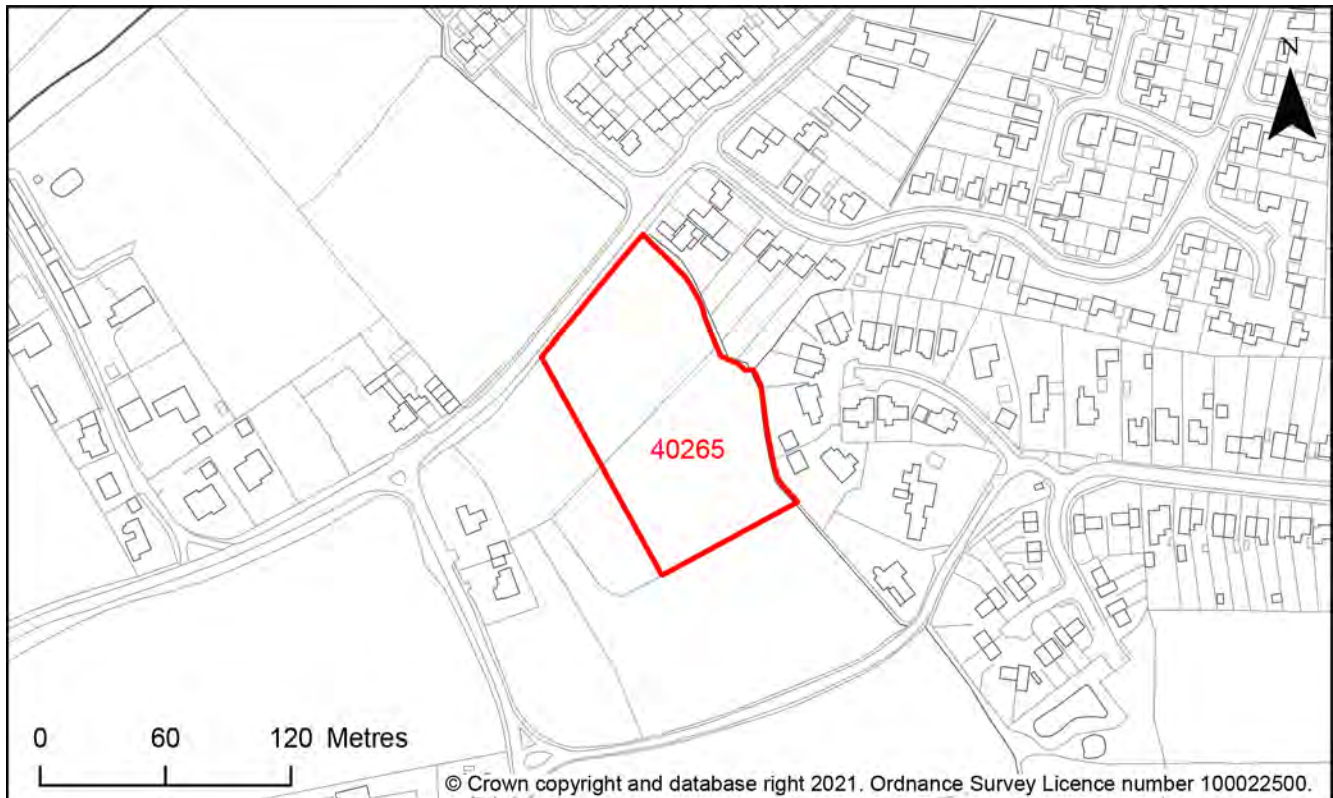 N
40265
0 60 120 Metres
© Crown copyright and database right 2021. Ordnance Survey Licence number 100022500.